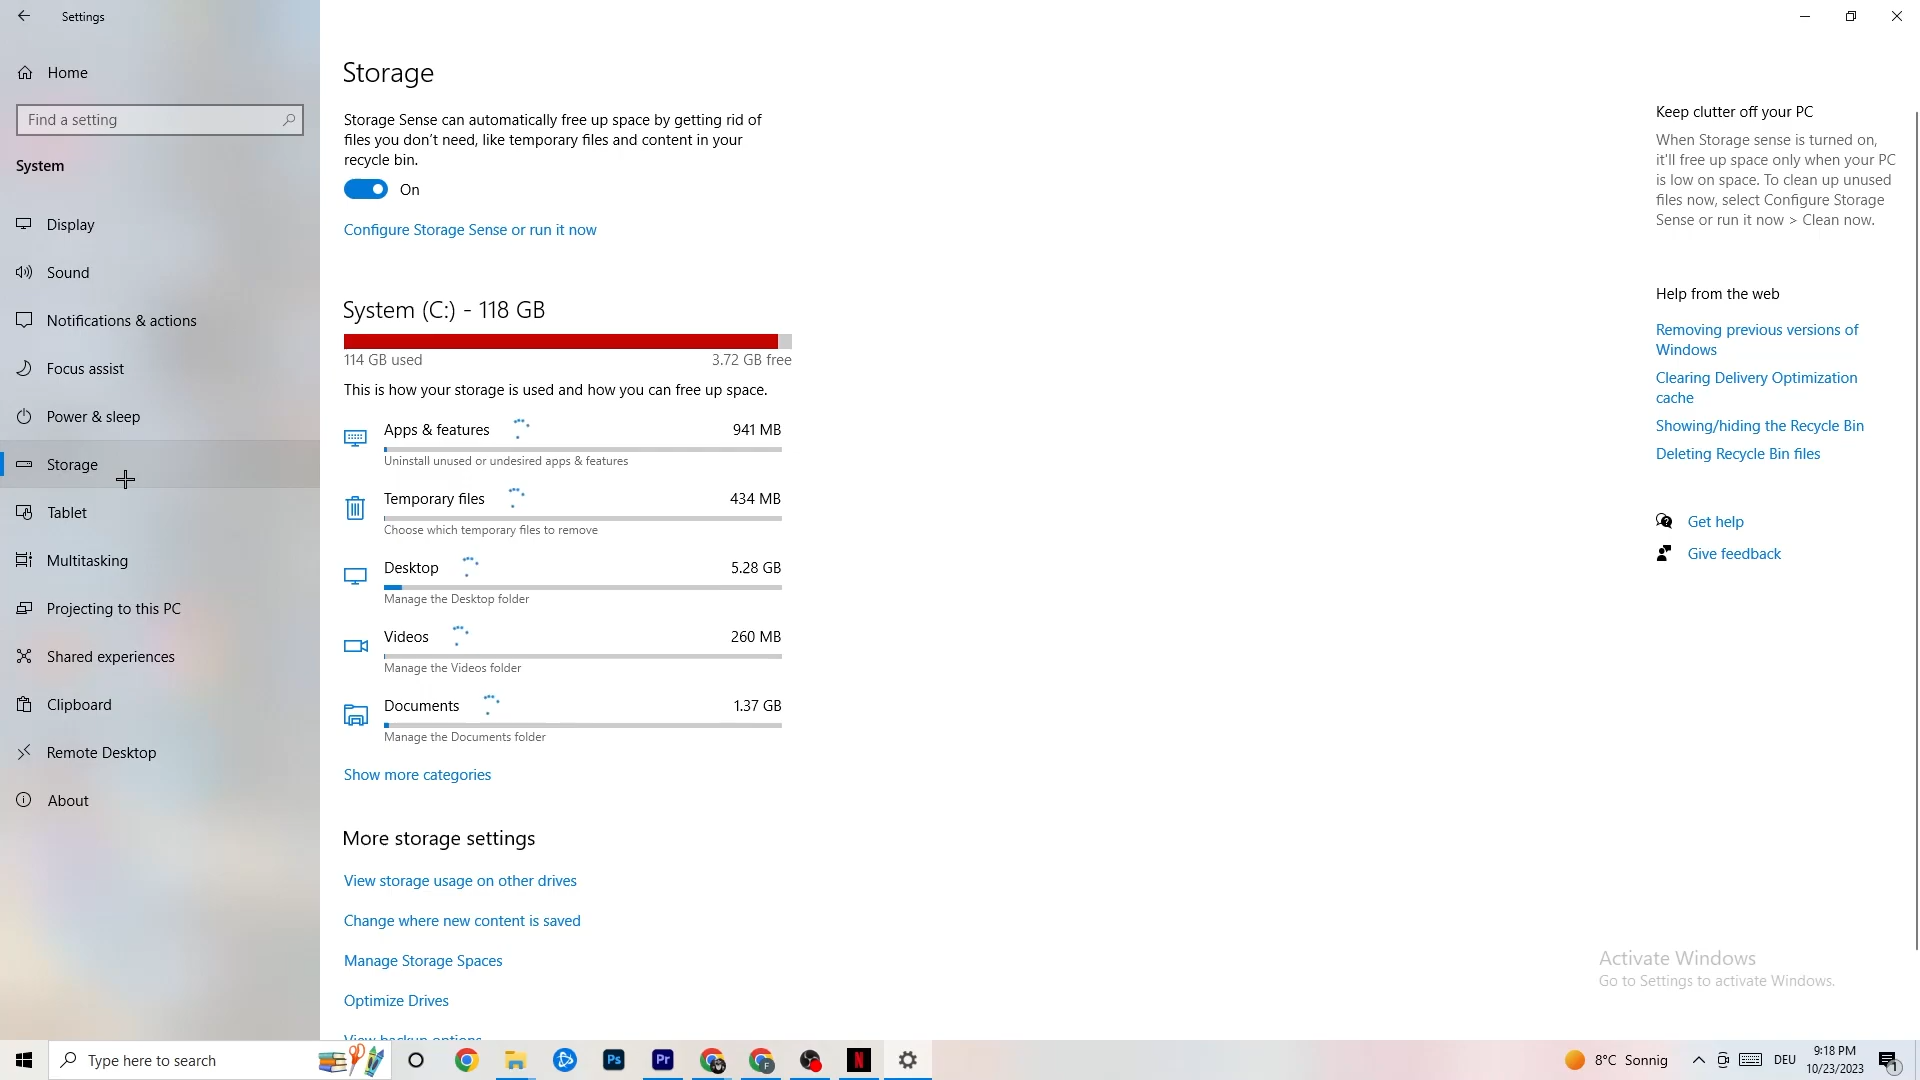 Settings
Home
Find a setting
System
Display
Sound
Notifications & actions
Focus assist
Power & sleep
Storage
Tablet
Multitasking
Projecting to this PC
Shared experiences
Clipboard
Remote Desktop
About
Storage
Storage Sense can automatically free up space by getting rid of
files you don't need, like temporary files and content in your
recycle bin.
On
Configure Storage Sense or run it now
System (C:) - 118 GB
114 GB used
3.72 GB free
This is how your storage is used and how you can free up space.
Apps & features
941 MB
Uninstall unused or undesired apps & features
Temporary files
434 MB
Choose which temporary files to remove
Desktop
5.28 GB
Manage the Desktop folder
Videos
260 MB
Manage the Videos folder
Documents
1.37 GB
Manage the Documents folder
Show more categories
More storage settings
View storage usage on other drives
Change where new content is saved
Manage Storage Spaces
Optimize Drives
View backup options
Keep clutter off your PC
When Storage sense is turned on,
it'll free up space only when your PC
is low on space. To clean up unused
files now, select Configure Storage
Sense or run it now > Clean now.
Help from the web
Removing previous versions of
Windows
Clearing Delivery Optimization
cache
Showing/hiding the Recycle Bin
Deleting Recycle Bin files
Get help
Give feedback
Activate Windows
Go to Settings to activate Windows.
Type here to search
Ps
Pr
F
N
8°C Sonnig
DEU
9:18 PM
10/23/2023
1